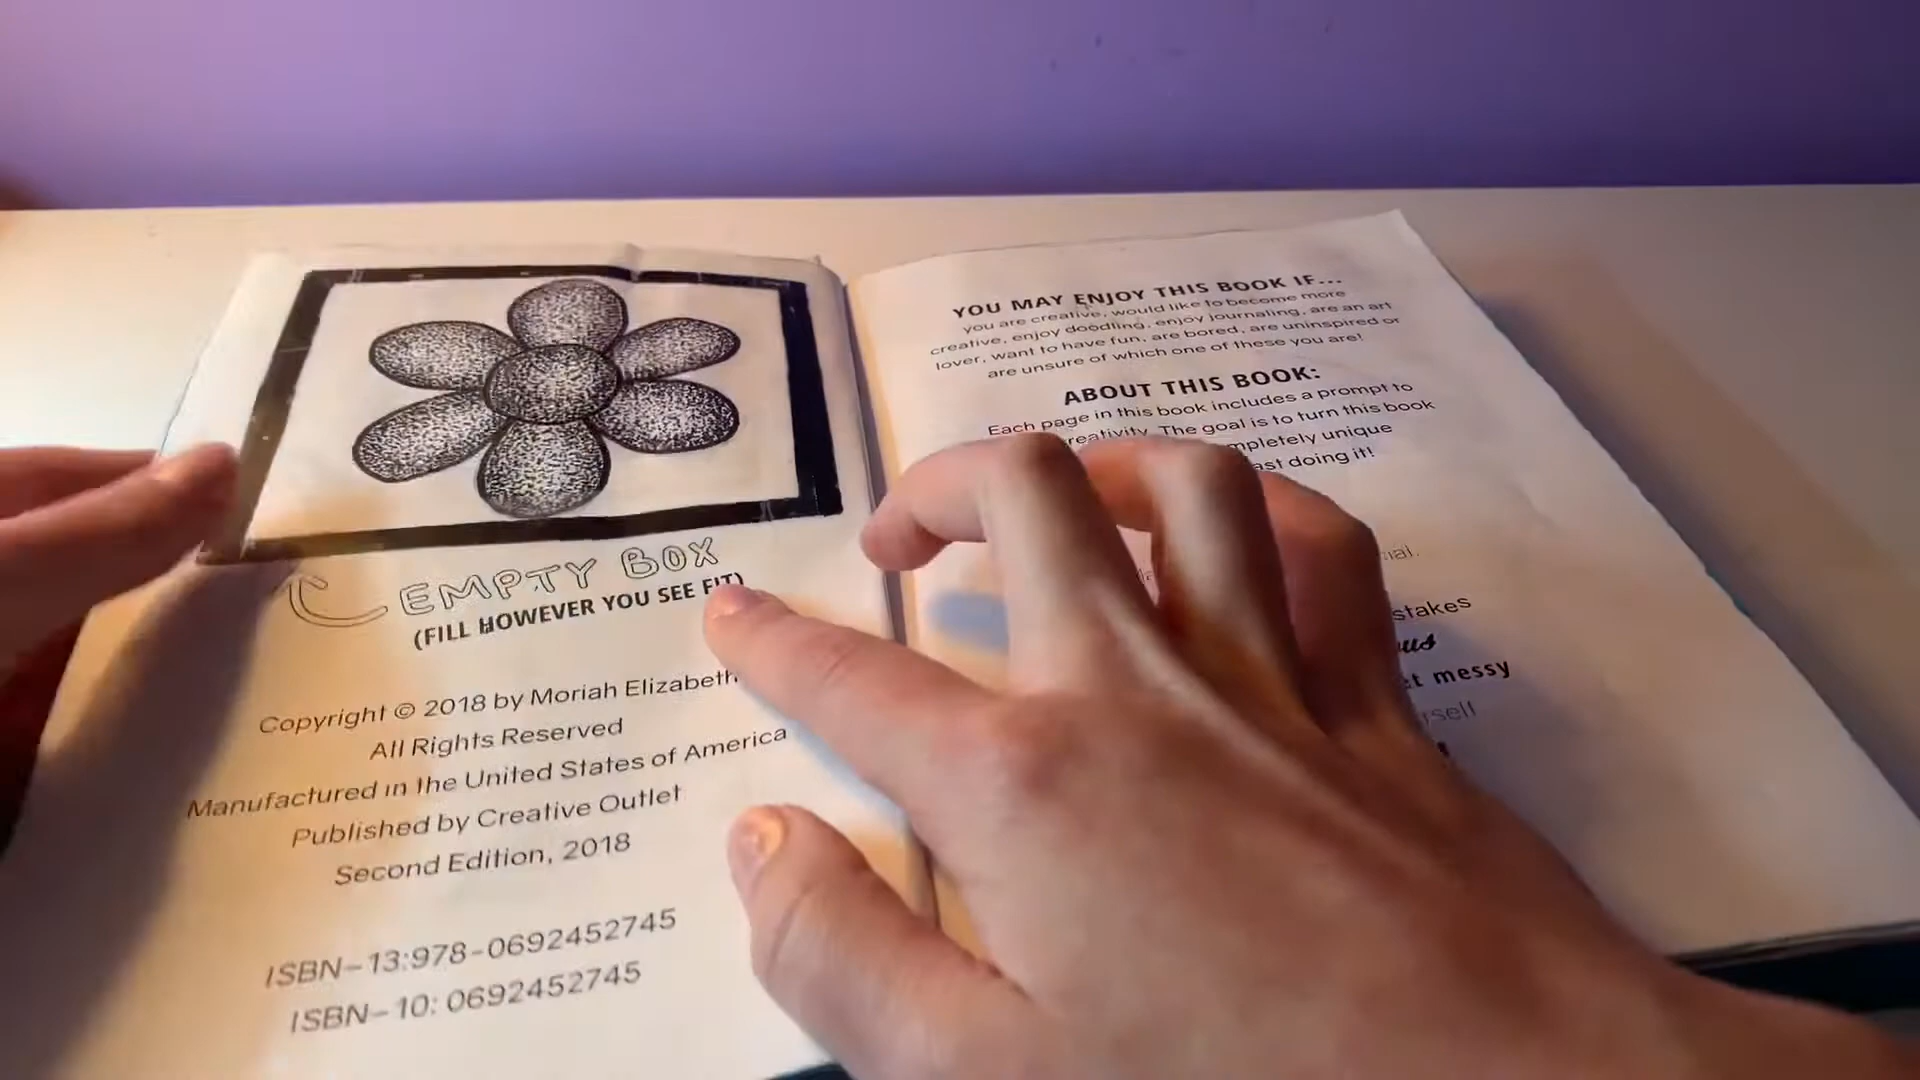 EMPTY BOX
(FILL HOWEVER YOU SEE FIT)
Copyright © 2018 by Moriah Elizabeth
All Rights Reserved
Manufactured in the United States of America
Published by Creative Outlet
Second Edition, 2018
ISBN-13:978-0692452745
ISBN-10: 0692452745
YOU MAY ENJOY THIS BOOK IF...
you are creative, would like to become more
creative, enjoy doodling, enjoy journaling, are an art
lover, want to have fun, are bored, are uninspired or
are unsure of which one of these you are!
ABOUT THIS BOOK:
Each page in this book includes a prompt to
The goal is to turn this book
unique
doing it!
messy